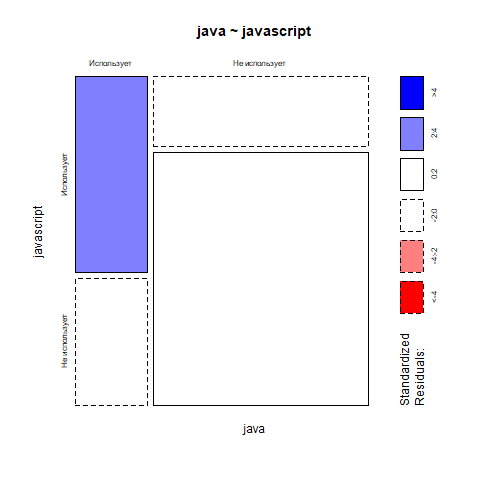 java ~ javascript
Использует
Не использует
Использует
Не использует
javascript
java
>4
2:4
0:2
-2:0
-4:-2
<-4
Standardized
Residuals: